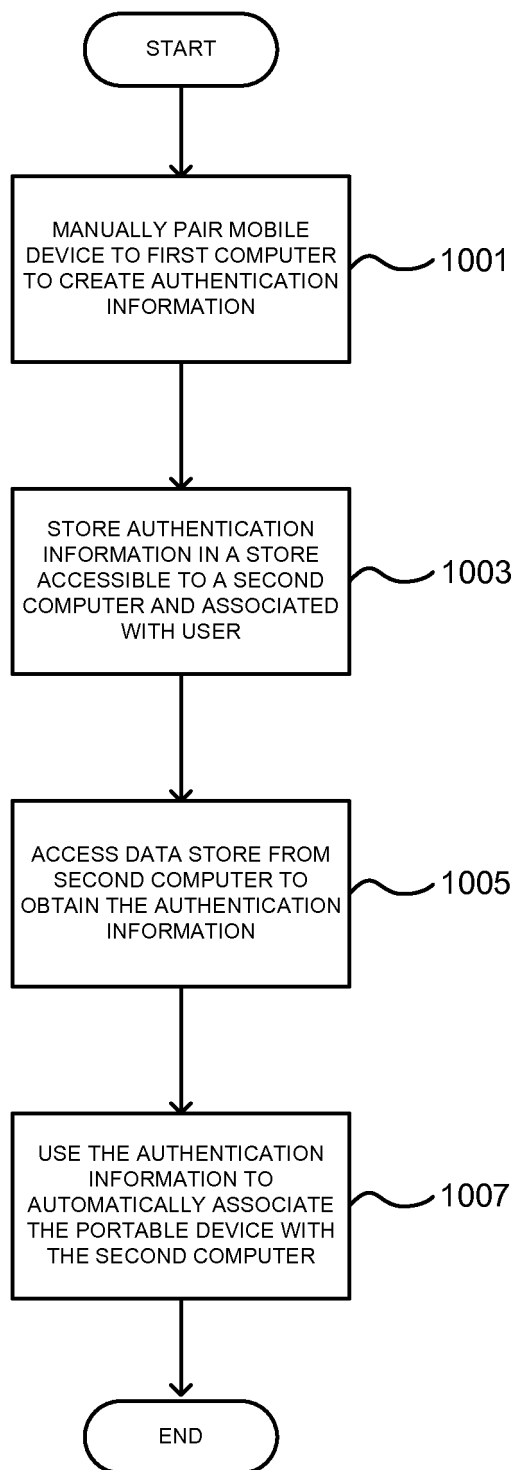 START
MANUALLY PAIR MOBILE
DEVICE TO FIRST COMPUTER
TO CREATE AUTHENTICATION
INFORMATION
1001
STORE AUTHENTICATION
INFORMATION IN A STORE
ACCESSIBLE TO A SECOND
COMPUTER AND ASSOCIATED
WITH USER
1003
ACCESS DATA STORE FROM
SECOND COMPUTER TO
OBTAIN THE AUTHENTICATION
INFORMATION
1005
USE THE AUTHENTICATION
INFORMATION TO
AUTOMATICALLY ASSOCIATE
THE PORTABLE DEVICE WITH
THE SECOND COMPUTER
1007
END